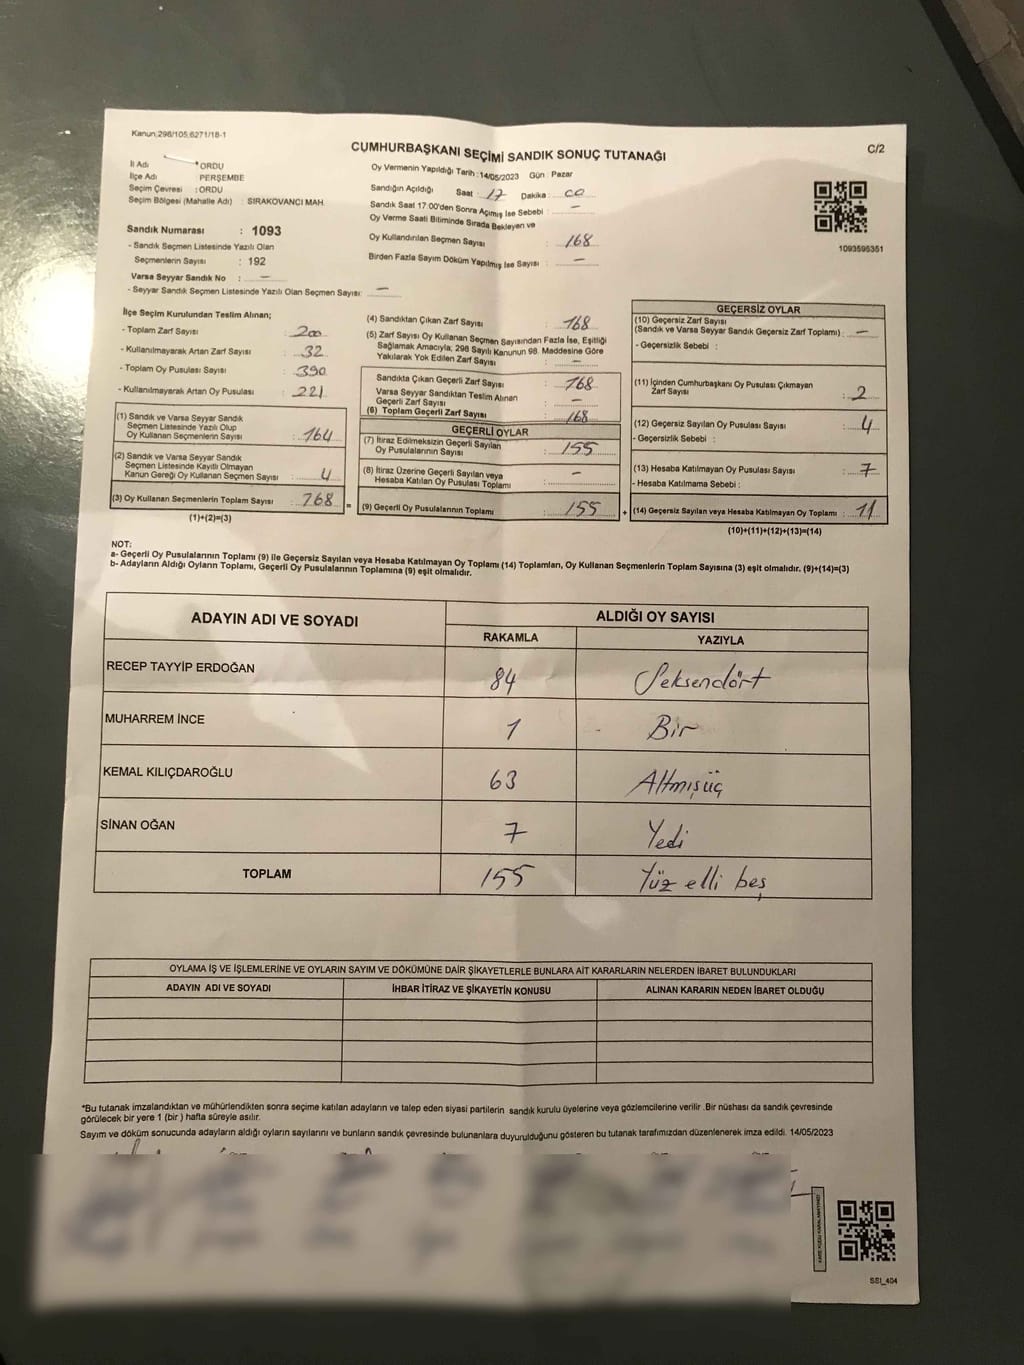 Kanun;298/105,6271/18-1
CUMHURBAŞKANI SEÇİMİ SANDIK SONUÇ TUTANAĞI
C/2
İl Adı : ORDU
İlçe Adı PERŞEMBE
Seçim Çevresi : ORDU
Seçim Bölgesi (Mahalle Adı) : SIRAKOVANCI MAH.
Oy Vermenin Yapıldığı Tarih :14/05/2023 Gün : Pazar
Sandığın Açıldığı Saat : 17 Dakika : 00
Sandık Saat 17:00'den Sonra Açımış İse Sebebi : –
Oy Verme Saati Bitiminde Sırada Bekleyen ve
Oy Kullandırılan Seçmen Sayısı : 168
Birden Fazla Sayım Döküm Yapılmış İse Sayısı : –
1093596351
Sandık Numarası : 1093
- Sandık Seçmen Listesinde Yazılı Olan
Seçmenlerin Sayısı : 192
Varsa Seyyar Sandık No : –
- Seyyar Sandık Seçmen Listesinde Yazılı Olan Seçmen Sayısı: –
İlçe Seçim Kurulundan Teslim Alınan;
- Toplam Zarf Sayısı : 200
- Kullanılmayarak Artan Zarf Sayısı : 32
- Toplam Oy Pusulası Sayısı : 390
- Kullanılmayarak Artan Oy Pusulası : 221
(1) Sandık ve Varsa Seyyar Sandık
Seçmen Listesinde Yazılı Olup
Oy Kullanan Seçmenlerin Sayısı : 164
(2) Sandık ve Varsa Seyyar Sandık
Seçmen Listesinde Kayıtlı Olmayan
Kanun Gereği Oy Kullanan Seçmen Sayısı : 4
(3) Oy Kullanan Seçmenlerin Toplam Sayısı : 168 =
(1)+(2)=(3)
(4) Sandıktan Çıkan Zarf Sayısı : 168
(5) Zarf Sayısı Oy Kullanan Seçmen Sayısından Fazla İse, Eşitliği
Sağlamak Amacıyla; 298 Sayılı Kanunun 98. Maddesine Göre
Yakılarak Yok Edilen Zarf Sayısı : –
Sandıkta Çıkan Geçerli Zarf Sayısı : 168
Varsa Seyyar Sandıktan Teslim Alınan
Geçerli Zarf Sayısı : –
(6) Toplam Geçerli Zarf Sayısı : 168
GEÇERLİ OYLAR
(7) İtiraz Edilmeksizin Geçerli Sayılan
Oy Pusulalarının Sayısı : 155
(8) İtiraz Üzerine Geçerli Sayılan veya
Hesaba Katılan Oy Pusulası Toplamı : –
(9) Geçerli Oy Pusulalarının Toplamı : 155 +
GEÇERSİZ OYLAR
(10) Geçersiz Zarf Sayısı
(Sandık ve Varsa Seyyar Sandık Geçersiz Zarf Toplamı) : –
- Geçersizlik Sebebi :
(11) İçinden Cumhurbaşkanı Oy Pusulası Çıkmayan
Zarf Sayısı : 2
(12) Geçersiz Sayılan Oy Pusulası Sayısı : 4
- Geçersizlik Sebebi :
(13) Hesaba Katılmayan Oy Pusulası Sayısı : 7
- Hesaba Katılmama Sebebi :
(14) Geçersiz Sayılan veya Hesaba Katılmayan Oy Toplamı : 11
(10)+(11)+(12)+(13)=(14)
NOT:
a- Geçerli Oy Pusulalarının Toplamı (9) ile Geçersiz Sayılan veya Hesaba Katılmayan Oy Toplamı (14) Toplamları, Oy Kullanan Seçmenlerin Toplam Sayısına (3) eşit olmalıdır. (9)+(14)=(3)
b- Adayların Aldığı Oyların Toplamı, Geçerli Oy Pusulalarının Toplamına (9) eşit olmalıdır.
ADAYIN ADI VE SOYADI ALDIĞI OY SAYISI
RAKAMLA YAZIYLA
RECEP TAYYİP ERDOĞAN 84 Seksendört
MUHARREM İNCE 1 Bir
KEMAL KILIÇDAROĞLU 63 Altmışüç
SİNAN OĞAN 7 Yedi
TOPLAM 155 Yüz elli beş
OYLAMA İŞ VE İŞLEMLERİNE VE OYLARIN SAYIM VE DÖKÜMÜNE DAİR ŞİKAYETLERLE BUNLARA AİT KARARLARIN NELERDEN İBARET BULUNDUKLARI
ADAYIN ADI VE SOYADI İHBAR İTİRAZ VE ŞİKAYETİN KONUSU ALINAN KARARIN NEDEN İBARET OLDUĞU
*Bu tutanak imzalandıktan ve mühürlendikten sonra seçime katılan adayların ve talep eden siyasi partilerin sandık kurulu üyelerine veya gözlemcilerine verilir .Bir nüshası da sandık çevresinde
görülecek bir yere 1 (bir ) hafta süreyle asılır.
Sayım ve döküm sonucunda adayların aldığı oyların sayılarını ve bunların sandık çevresinde bulunanlara duyurulduğunu gösteren bu tutanak tarafımızdan düzenlenerek imza edildi. 14/05/2023
KARE KODU KARALAMAYINIZ!
SSI_404